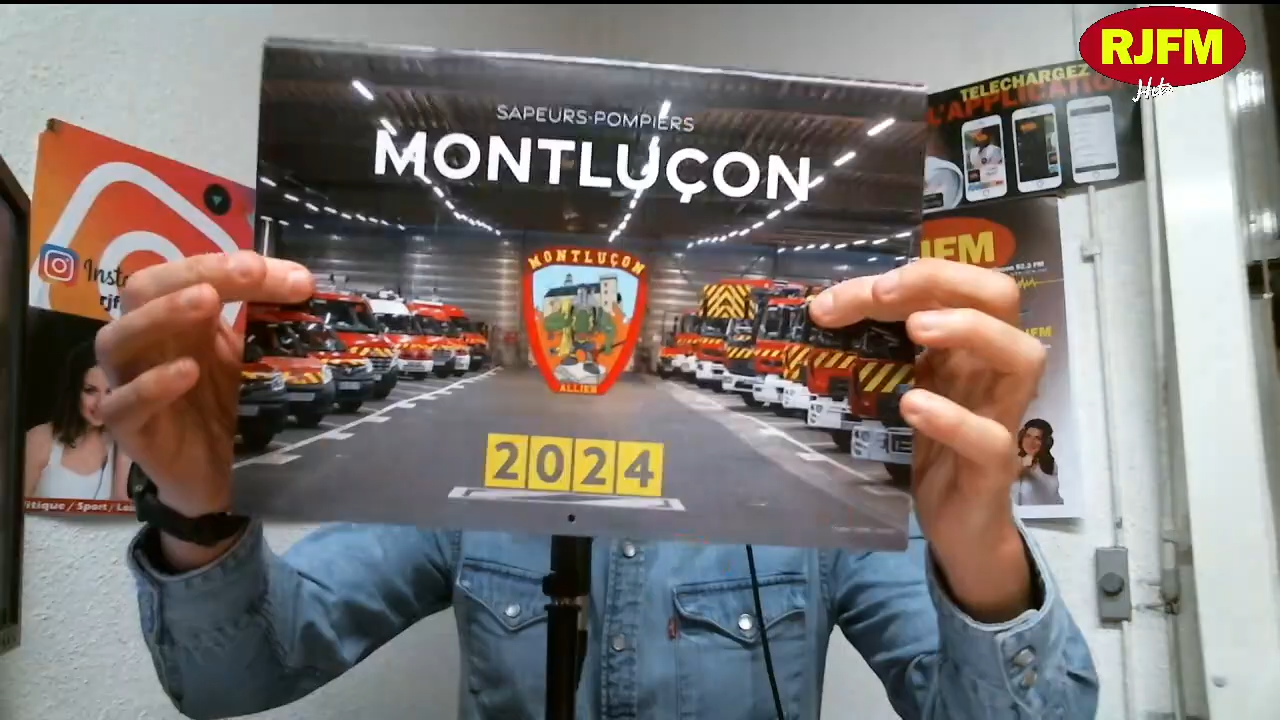 RJFM
TELECHARGEZ
L'APPLICATION
SAPEURS-POMPIERS
MONTLUÇON
MONTLUÇON
ALLIER
2024
JFM